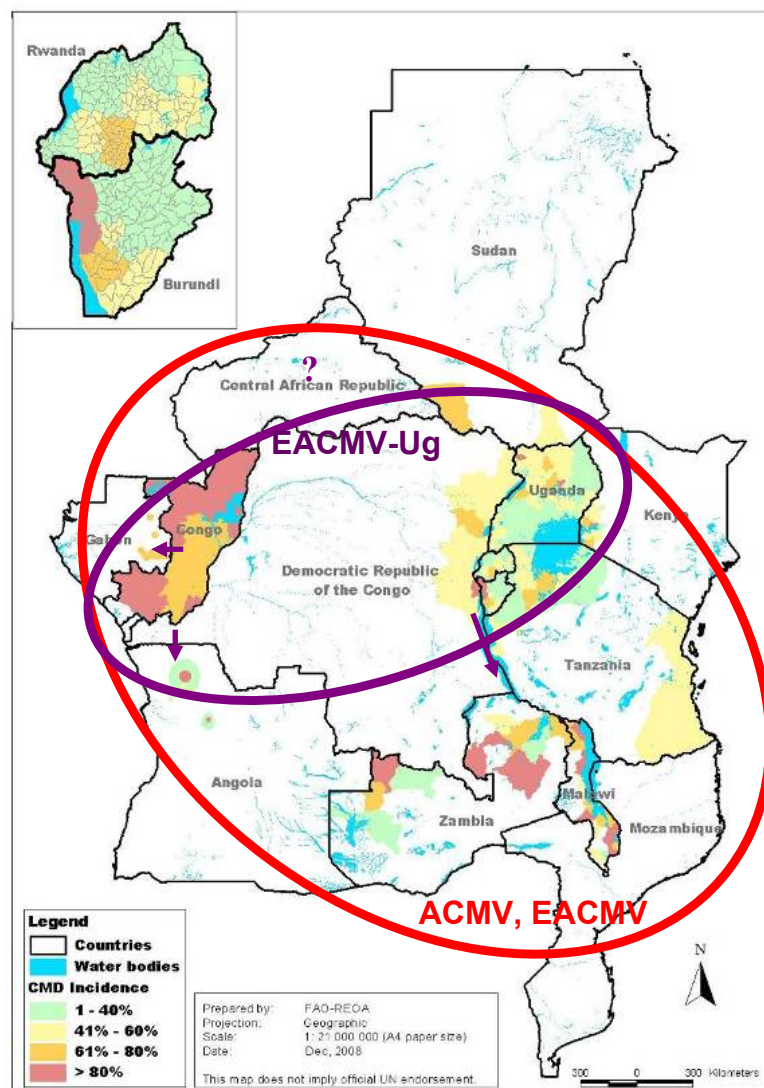 Rwanda
Burundi
Sudan
?
Central African Republic
EACMV-Ug
Uganda
Kenya
Gabon
Congo
Democratic Republic
of the Congo
Tanzania
Angola
Malawi
Zambia
Mozambique
ACMV, EACMV
Legend
Countries
Water bodies
CMD Incidence
1 - 40%
41% - 60%
61% - 80%
> 80%
Prepared by: FAO-REOA
Projection: Geographic
Scale: 1: 21 000 000 (A4 paper size)
Date: Dec, 2008
This map does not imply official UN endorsement.
N
300 0 300 Kilometers